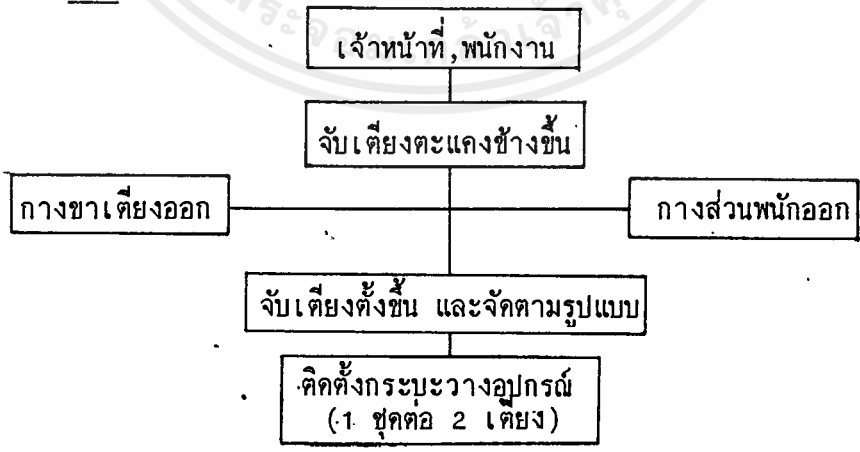 เจ้าหน้าที่,พนักงาน
จับเตียงตะแคงข้างขึ้น
กางขาเตียงออก
กางส่วนพนักออก
จับเตียงตั้งขึ้น และจัดตามรูปแบบ
ติดตั้งกระบะวางอุปกรณ์
(1 ชุดต่อ 2 เตียง)